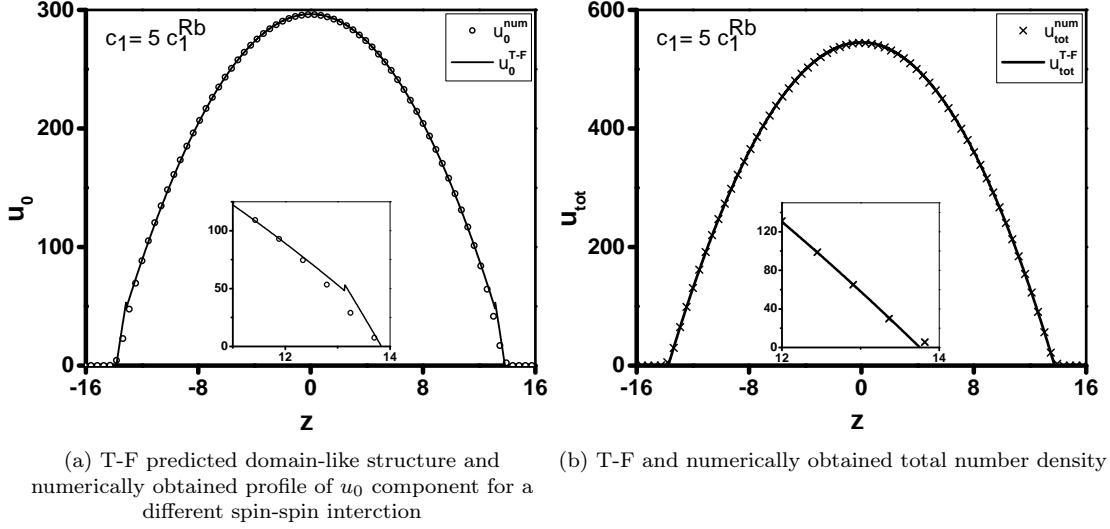 300
200
100
0
u0
c1= 5 c1Rb
u0num
u0T-F
100
50
0
12
14
-16
-8
0
8
16
z
600
400
200
0
utot
c1= 5 c1Rb
utotnum
utotT-F
120
80
40
0
12
13
14
-16
-8
0
8
16
z
(a) T-F predicted domain-like structure and
numerically obtained profile of u0 component for a
different spin-spin interction
(b) T-F and numerically obtained total number density